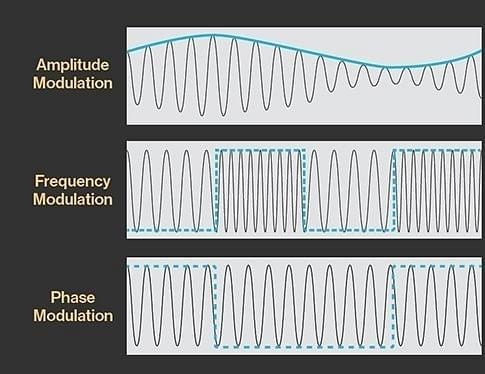 Amplitude
Modulation
Frequency
Modulation
Phase
Modulation